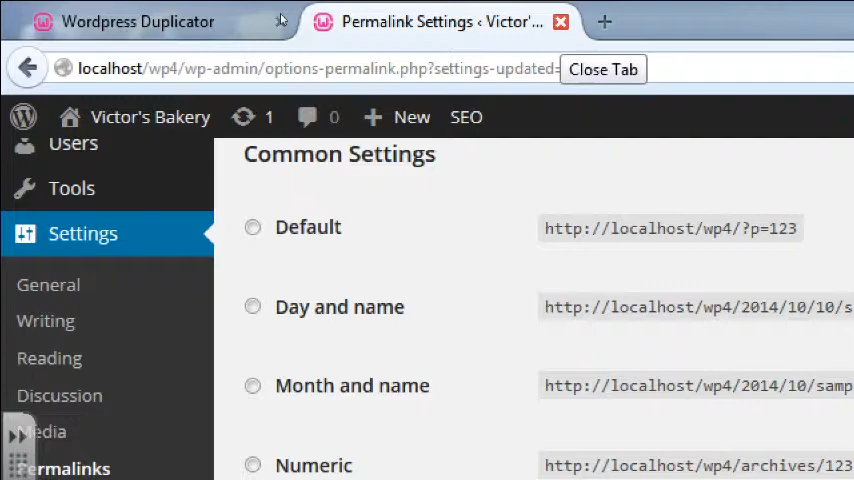 Wordpress Duplicator
Permalink Settings ‹ Victor'...
localhost/wp4/wp-admin/options-permalink.php?settings-updated=
Close Tab
Victor's Bakery
1
0
New
SEO
Users
Common Settings
Tools
Settings
Default
http://localhost/wp4/?p=123
General
Writing
Day and name
http://localhost/wp4/2014/10/10/s
Reading
Discussion
Month and name
http://localhost/wp4/2014/10/samp
Media
Permalinks
Numeric
http://localhost/wp4/archives/123